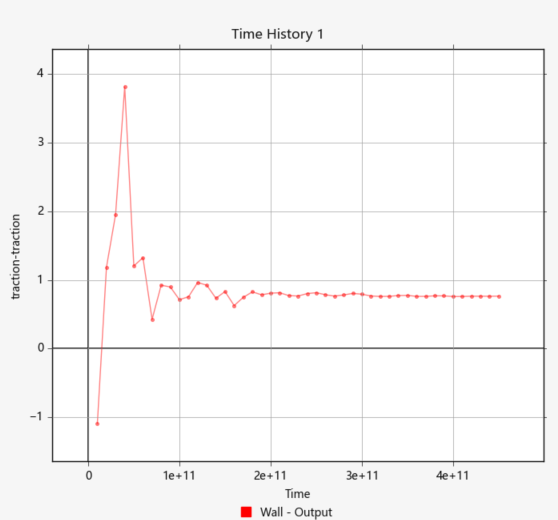 Time History 1
traction-traction
4
3
2
1
0
−1
0 1e+11 2e+11 3e+11 4e+11
Time
Wall - Output